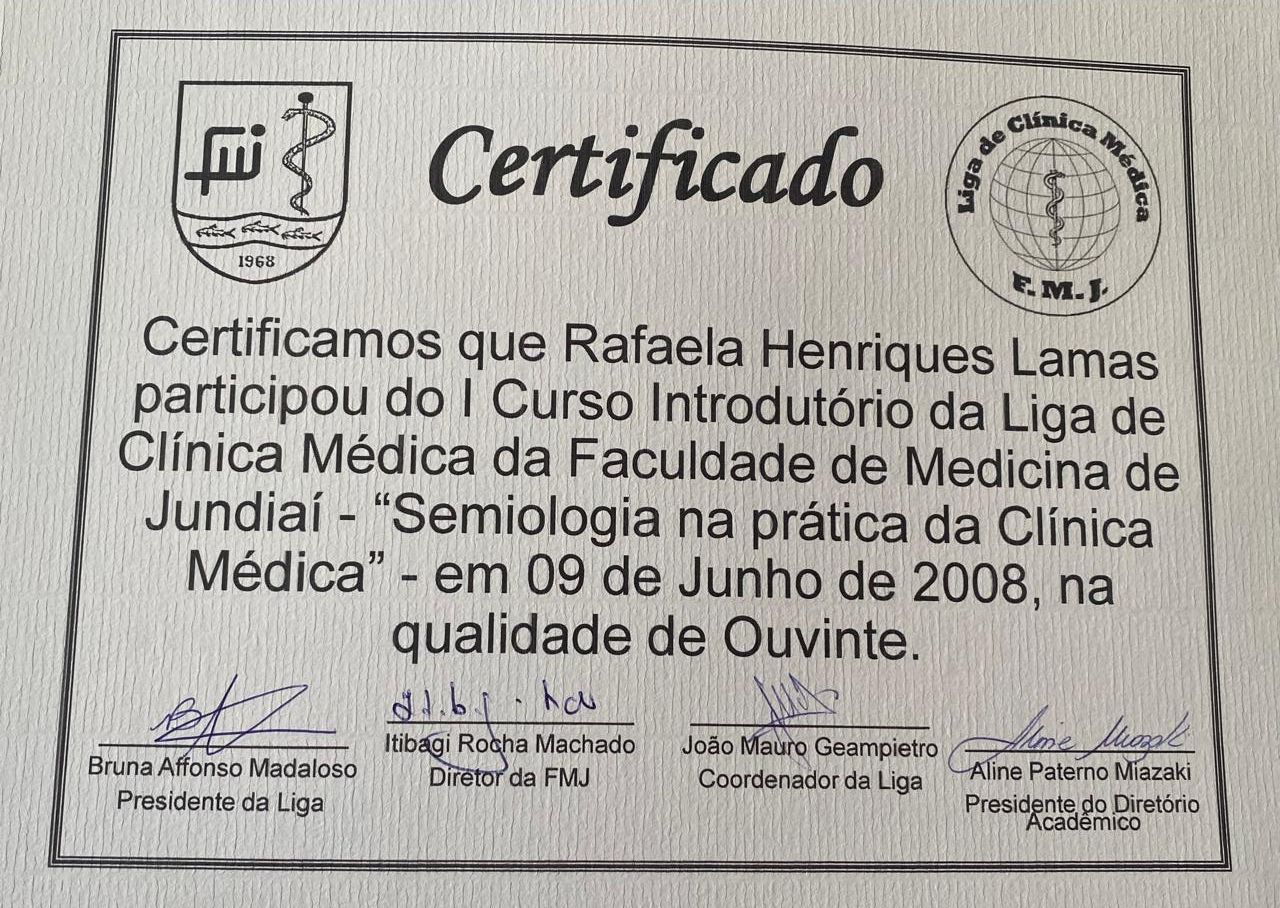 fmj
1968
Certificado
Liga de Clínica Médica
F.M.J.
Certificamos que Rafaela Henriques Lamas
participou do I Curso Introdutório da Liga de
Clínica Médica da Faculdade de Medicina de
Jundiaí - “Semiologia na prática da Clínica
Médica” - em 09 de Junho de 2008, na
qualidade de Ouvinte.
Bruna Affonso Madaloso
Presidente da Liga
Itibagi Rocha Machado
Diretor da FMJ
João Mauro Geampietro
Coordenador da Liga
Aline Paterno Miazaki
Presidente do Diretório
Acadêmico